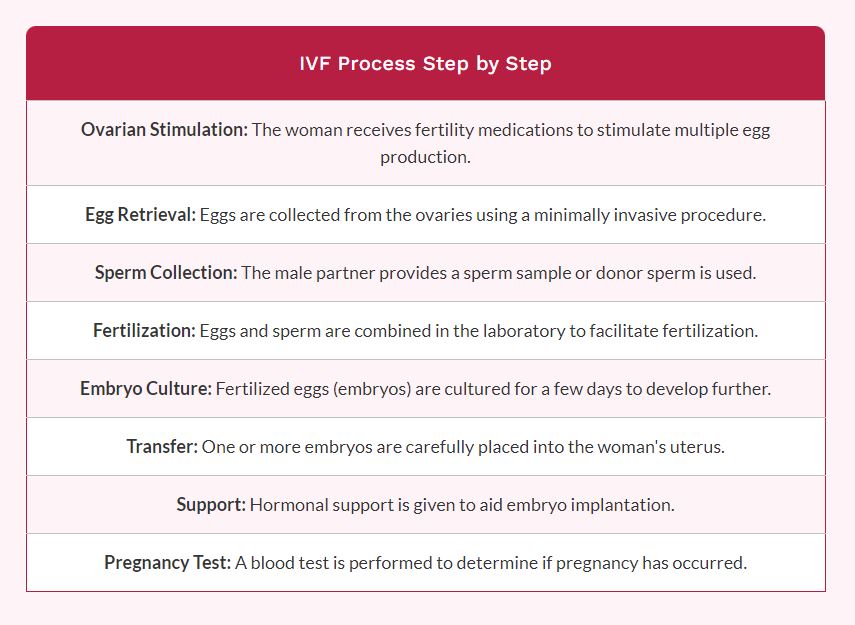 IVF Process Step by Step
Ovarian Stimulation: The woman receives fertility medications to stimulate multiple egg
production.
Egg Retrieval: Eggs are collected from the ovaries using a minimally invasive procedure.
Sperm Collection: The male partner provides a sperm sample or donor sperm is used.
Fertilization: Eggs and sperm are combined in the laboratory to facilitate fertilization.
Embryo Culture: Fertilized eggs (embryos) are cultured for a few days to develop further.
Transfer: One or more embryos are carefully placed into the woman's uterus.
Support: Hormonal support is given to aid embryo implantation.
Pregnancy Test: A blood test is performed to determine if pregnancy has occurred.